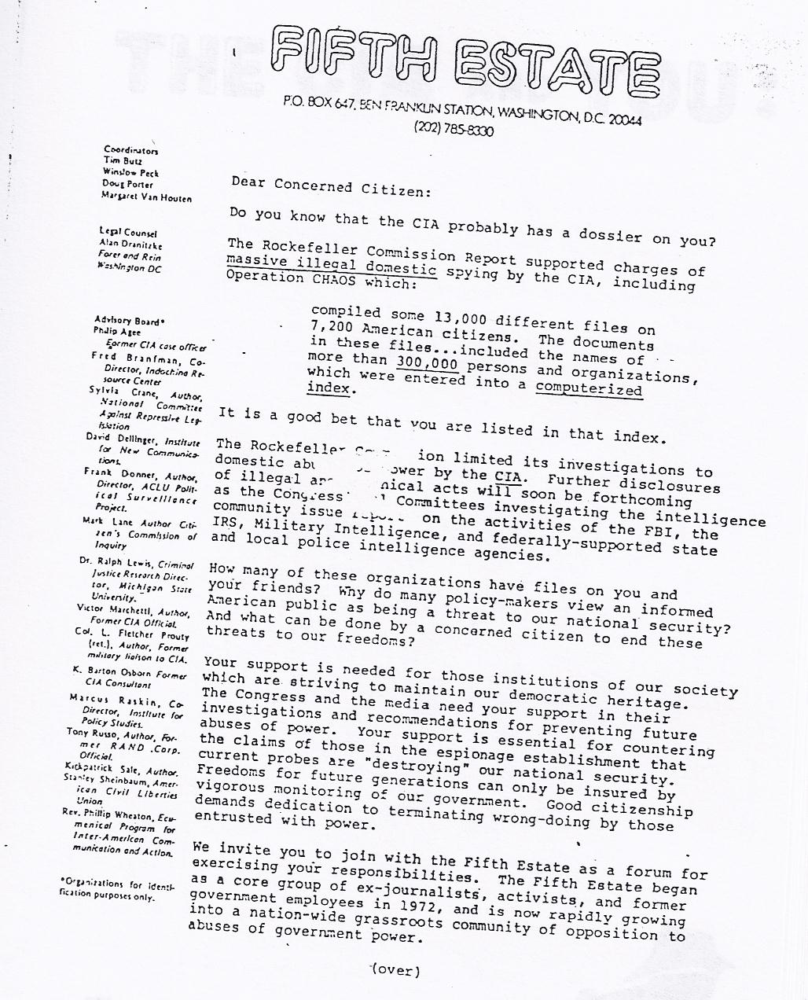 FIFTH ESTATE
P.O. BOX 647, BEN FRANKLIN STATION, WASHINGTON, D.C. 20044
(202) 785-8330
Coordinators
Tim Butz
Winslow Peck
Doug Porter
Margaret Van Houten
Legal Counsel
Alan Dranitzke
Forer and Rein
Washington DC
Advisory Board*
Philip Agee
Former CIA case officer
Fred Branfman, Co-
Director, Indochina Re-
source Center
Sylvia Crane, Author,
National Committee
Against Repressive Leg-
islation
David Dellinger, Institute
for New Communica-
tions.
Frank Donner, Author,
Director, ACLU Polit-
ical Surveillance
Project.
Mark Lane Author Citi-
zen's Commission of
Inquiry
Dr. Ralph Lewis, Criminal
Justice Research Direc-
tor, Michigan State
University.
Victor Marchetti, Author,
Former CIA Official.
Col. L. Fletcher Prouty
(ret.), Author, Former
military liaison to CIA.
K. Barton Osborn Former
CIA Consultant
Marcus Raskin, Co-
Director, Institute for
Policy Studies.
Tony Russo, Author, For-
mer RAND Corp.
Official.
Kirkpatrick Sale, Author.
Stanley Sheinbaum, Amer-
ican Civil Liberties
Union
Rev. Phillip Wheaton, Ecu-
menical Program for
Inter-American Com-
munication and Action.
*Organizations for identi-
fication purposes only.
Dear Concerned Citizen:
Do you know that the CIA probably has a dossier on you?
The Rockefeller Commission Report supported charges of
massive illegal domestic spying by the CIA, including
Operation CHAOS which:
compiled some 13,000 different files on
7,200 American citizens. The documents
in these files...included the names of
more than 300,000 persons and organizations,
which were entered into a computerized
index.
It is a good bet that you are listed in that index.
The Rockefeller ion limited its investigations to
domestic abu ower by the CIA. Further disclosures
of illegal nical acts will soon be forthcoming
as the Congress Committees investigating the intelligence
community issue on the activities of the FBI, the
IRS, Military Intelligence, and federally-supported state
and local police intelligence agencies.
How many of these organizations have files on you and
your friends? Why do many policy-makers view an informed
American public as being a threat to our national security?
And what can be done by a concerned citizen to end these
threats to our freedoms?
Your support is needed for those institutions of our society
which are striving to maintain our democratic heritage.
The Congress and the media need your support in their
investigations and recommendations for preventing future
abuses of power. Your support is essential for countering
the claims of those in the espionage establishment that
current probes are "destroying" our national security.
Freedoms for future generations can only be insured by
vigorous monitoring of our government. Good citizenship
demands dedication to terminating wrong-doing by those
entrusted with power.
We invite you to join with the Fifth Estate as a forum for
exercising your responsibilities. The Fifth Estate began
as a core group of ex-journalists, activists, and former
government employees in 1972, and is now rapidly growing
into a nation-wide grassroots community of opposition to
abuses of government power.
(over)